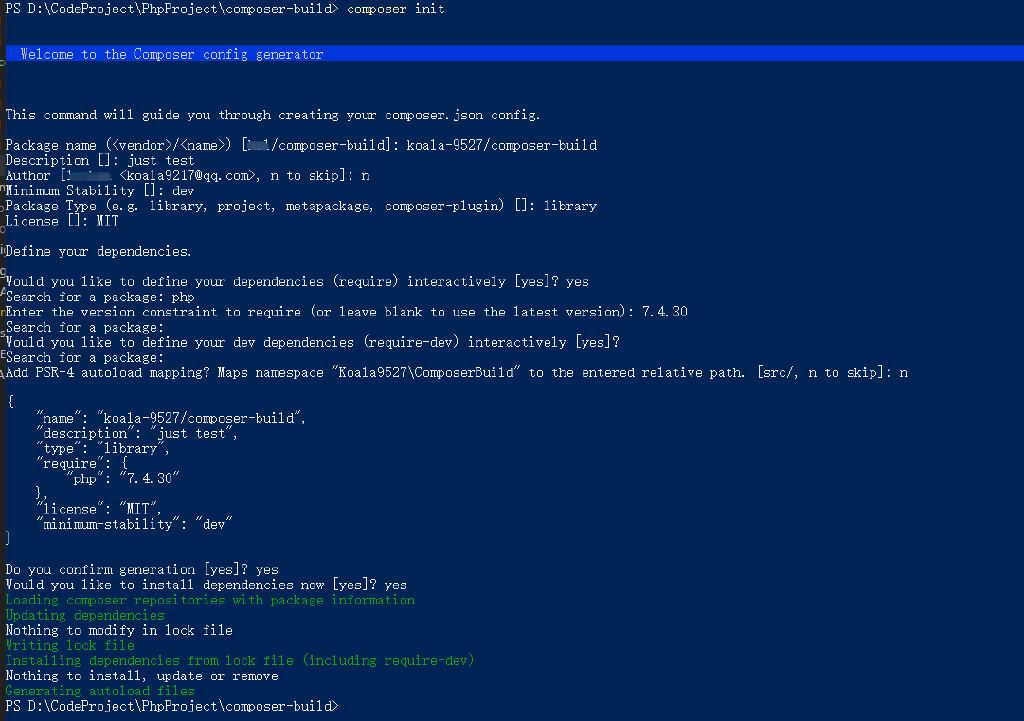 PS D:\CodeProject\PhpProject\composer-build> composer init
Welcome to the Composer config generator
This command will guide you through creating your composer.json config.
Package name (<vendor>/<name>) [/composer-build]: koala-9527/composer-build
Description []: just test
Author [ <koala9217@qq.com>, n to skip]: n
Minimum Stability []: dev
Package Type (e.g. library, project, metapackage, composer-plugin) []: library
License []: MIT
Define your dependencies.
Would you like to define your dependencies (require) interactively [yes]? yes
Search for a package: php
Enter the version constraint to require (or leave blank to use the latest version): 7.4.30
Search for a package:
Would you like to define your dev dependencies (require-dev) interactively [yes]?
Search for a package:
Add PSR-4 autoload mapping? Maps namespace "Koala9527\ComposerBuild" to the entered relative path. [src/, n to skip]: n
{
"name": "koala-9527/composer-build",
"description": "just test",
"type": "library",
"require": {
"php": "7.4.30"
},
"license": "MIT",
"minimum-stability": "dev"
}
Do you confirm generation [yes]? yes
Would you like to install dependencies now [yes]? yes
Loading composer repositories with package information
Updating dependencies
Nothing to modify in lock file
Writing lock file
Installing dependencies from lock file (including require-dev)
Nothing to install, update or remove
Generating autoload files
PS D:\CodeProject\PhpProject\composer-build>